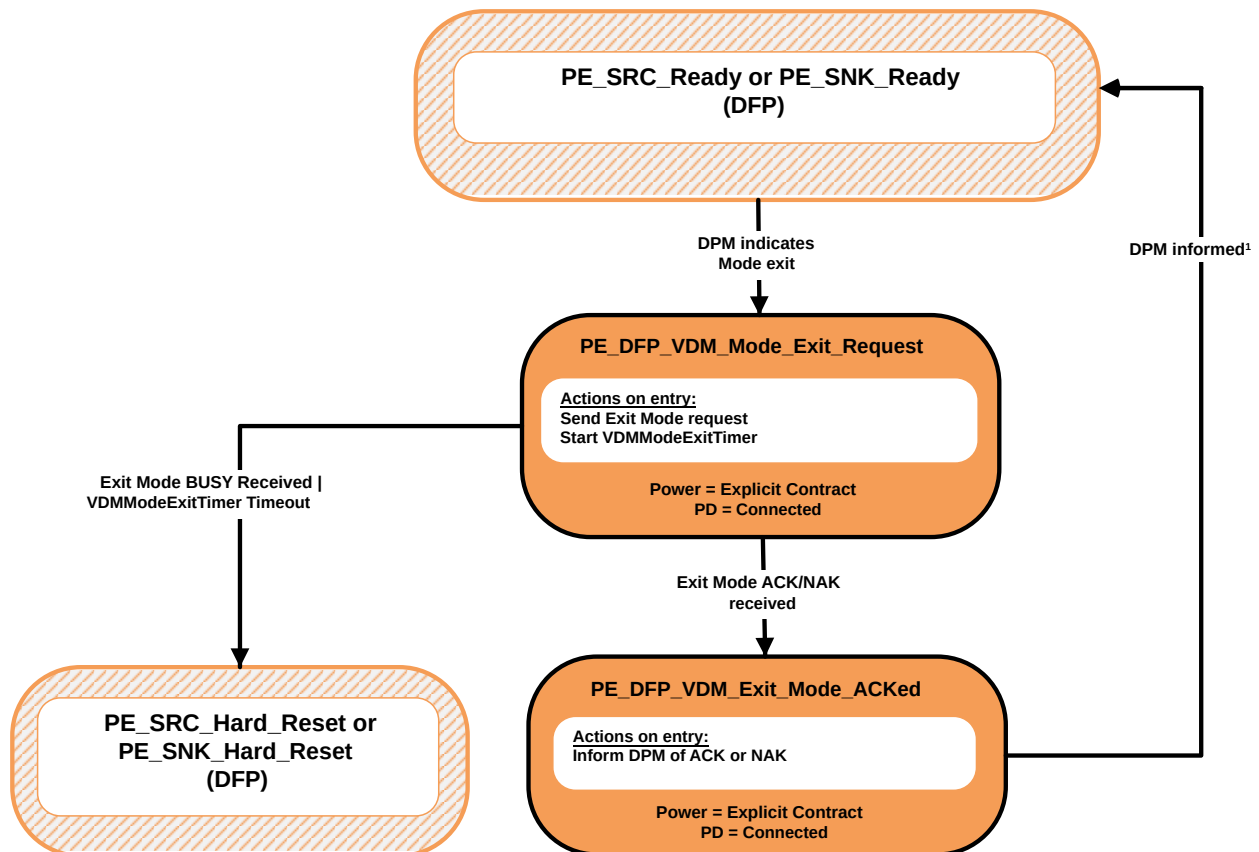 PE_SRC_Ready or PE_SNK_Ready
(DFP)
DPM indicates
Mode exit
DPM informed¹
PE_DFP_VDM_Mode_Exit_Request
Actions on entry:
Send Exit Mode request
Start VDMModeExitTimer
Power = Explicit Contract
PD = Connected
Exit Mode BUSY Received |
VDMModeExitTimer Timeout
Exit Mode ACK/NAK
received
PE_SRC_Hard_Reset or
PE_SNK_Hard_Reset
(DFP)
PE_DFP_VDM_Exit_Mode_ACKed
Actions on entry:
Inform DPM of ACK or NAK
Power = Explicit Contract
PD = Connected